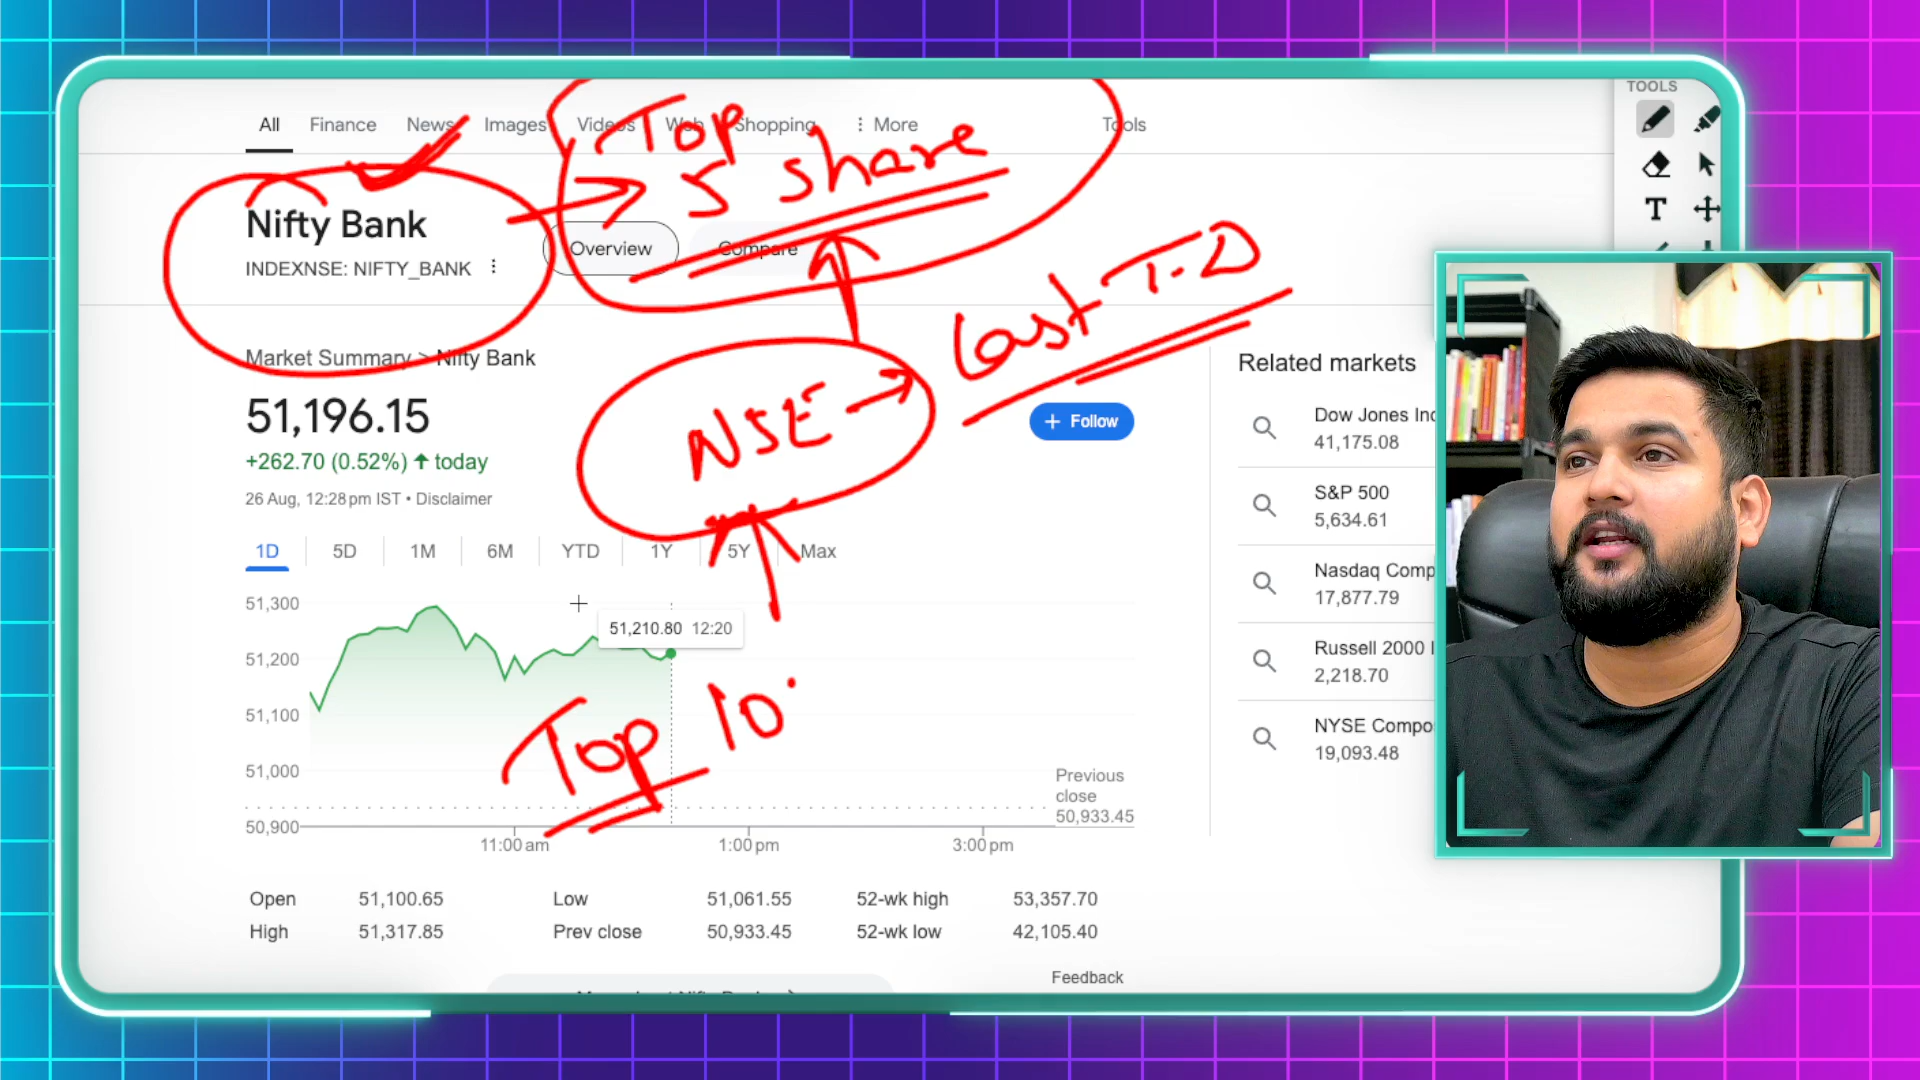 TOOLS
All Finance News Images Videos Web Shopping More Tools
Top
5 share
Nifty Bank
INDEXNSE: NIFTY_BANK
Overview
Compare
Last T-D
NSE
Market Summary > Nifty Bank
51,196.15
+262.70 (0.52%) today
26 Aug, 12:28 pm IST • Disclaimer
+ Follow
1D 5D 1M 6M YTD 1Y 5Y Max
51,300
51,200
51,100
51,000
50,900
51,210.80 12:20
Top 10
Previous
close
50,933.45
11:00 am 1:00 pm 3:00 pm
Open 51,100.65 Low 51,061.55 52-wk high 53,357.70
High 51,317.85 Prev close 50,933.45 52-wk low 42,105.40
Feedback
Related markets
Dow Jones
41,175.08
S&P 500
5,634.61
Nasdaq Comp
17,877.79
Russell 2000
2,218.70
NYSE Compo
19,093.48